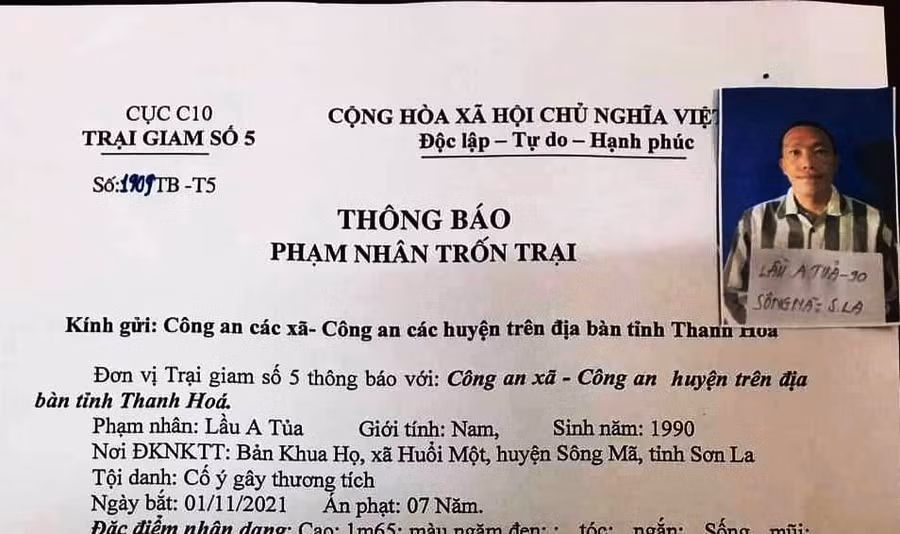 CỤC C10
TRẠI GIAM SỐ 5
Số:1909TB -T5
CỘNG HÒA XÃ HỘI CHỦ NGHĨA VIỆT
Độc lập – Tự do – Hạnh phúc
THÔNG BÁO
PHẠM NHÂN TRỐN TRẠI
LẦU A TUẢ-90
SÔNG MÃ - S.LA
Kính gửi: Công an các xã- Công an các huyện trên địa bàn tỉnh Thanh Hoá
Đơn vị Trại giam số 5 thông báo với: Công an xã - Công an huyện trên địa
bàn tỉnh Thanh Hoá.
Phạm nhân: Lầu A Tủa Giới tính: Nam, Sinh năm: 1990
Nơi ĐKNKTT: Bản Khua Họ, xã Huổi Một, huyện Sông Mã, tỉnh Sơn La
Tội danh: Cố ý gây thương tích
Ngày bắt: 01/11/2021 Án phạt: 07 Năm.
Đặc điểm nhân dạng: Cao: 1m65; màu ngăm đen; ; tóc: ngắn; Sống mũi: